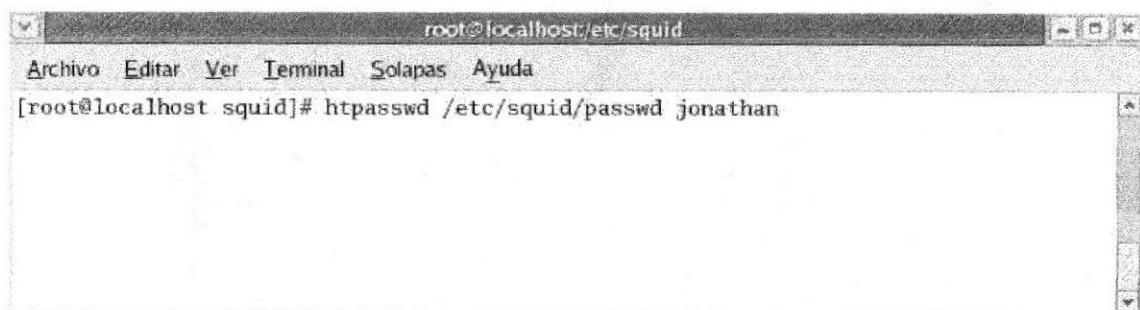 root@localhost:/etc/squid
Archivo Editar Ver Terminal Solapas Ayuda
[root@localhost squid]# htpasswd /etc/squid/passwd jonathan